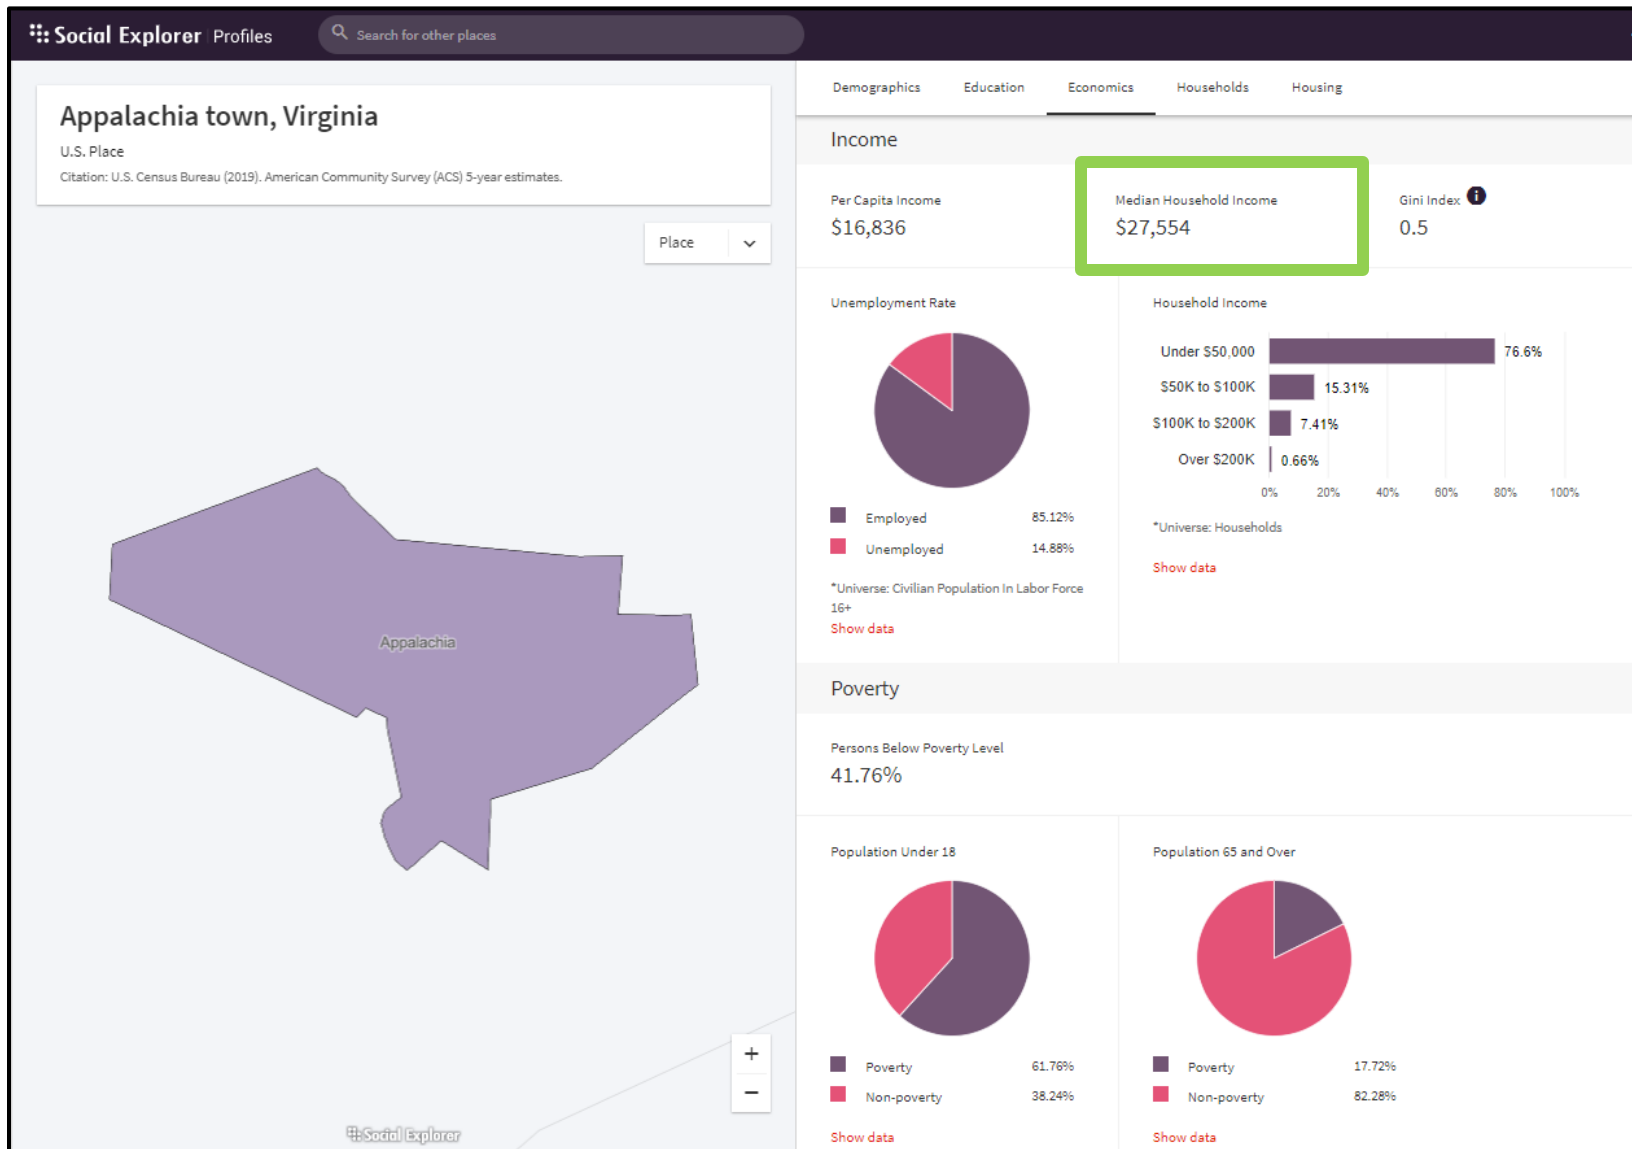 Social Explorer Profiles
Search for other places
Appalachia town, Virginia
U.S. Place
Citation: U.S. Census Bureau (2019). American Community Survey (ACS) 5-year estimates.
Place
Appalachia
+
−
Social Explorer
Demographics Education Economics Households Housing
Income
Per Capita Income
$16,836
Median Household Income
$27,554
Gini Index i
0.5
Unemployment Rate
Employed 85.12%
Unemployed 14.88%
*Universe: Civilian Population In Labor Force
16+
Show data
Household Income
Under $50,000 76.6%
$50K to $100K 15.31%
$100K to $200K 7.41%
Over $200K 0.66%
0% 20% 40% 60% 80% 100%
*Universe: Households
Show data
Poverty
Persons Below Poverty Level
41.76%
Population Under 18
Poverty 61.76%
Non-poverty 38.24%
Show data
Population 65 and Over
Poverty 17.72%
Non-poverty 82.28%
Show data